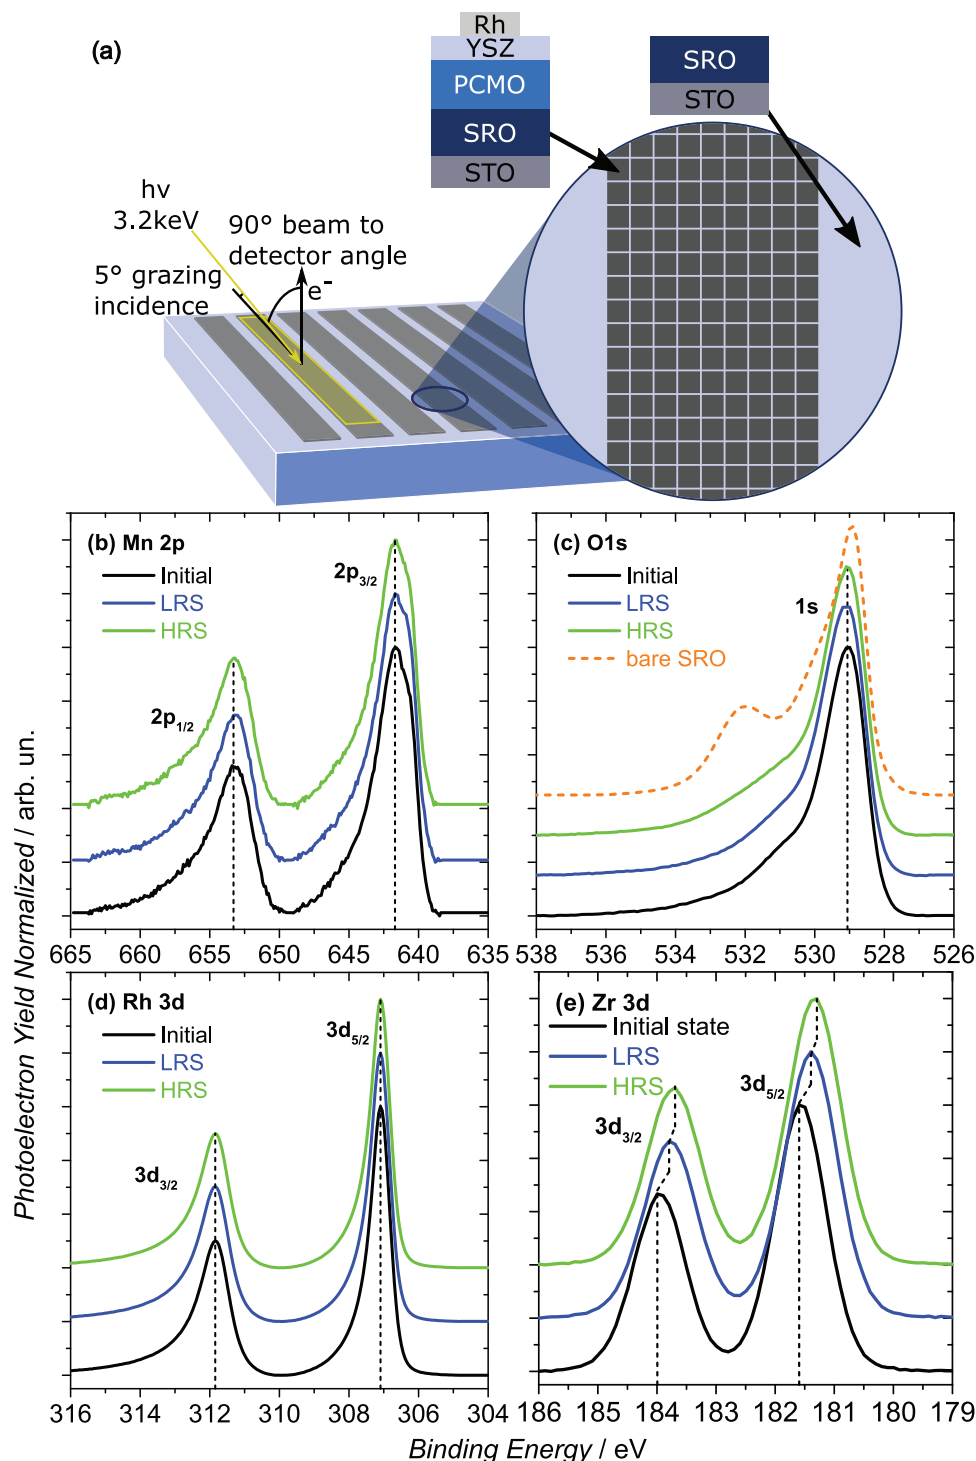 (a)
Rh
YSZ
PCMO
SRO
STO
SRO
STO
hν
3.2keV
90° beam to
detector angle
5° grazing
incidence
e-
(b) Mn 2p
Initial
LRS
HRS
2p3/2
2p1/2
665 660 655 650 645 640 635
(c) O1s
Initial
LRS
HRS
bare SRO
1s
538 536 534 532 530 528 526
(d) Rh 3d
Initial
LRS
HRS
3d5/2
3d3/2
316 314 312 310 308 306 304
(e) Zr 3d
Initial state
LRS
HRS
3d5/2
3d3/2
186 185 184 183 182 181 180 179
Photoelectron Yield Normalized / arb. un.
Binding Energy / eV